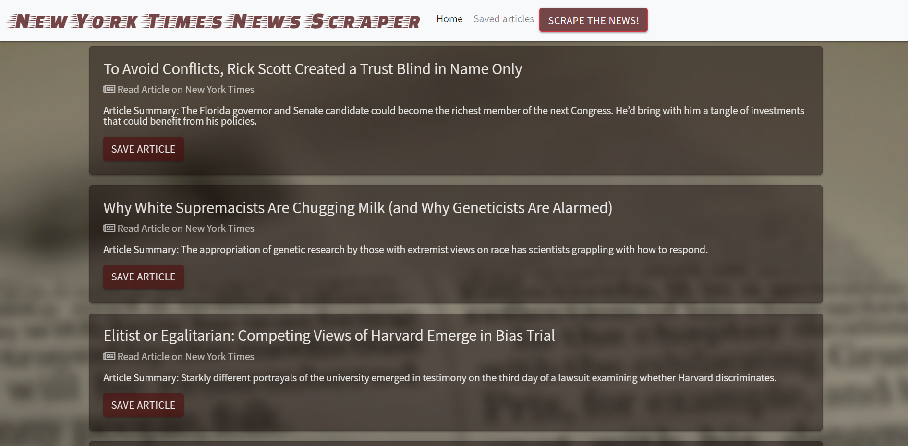 New York Times News Scraper
Home
Saved articles
SCRAPE THE NEWS!
To Avoid Conflicts, Rick Scott Created a Trust Blind in Name Only
Read Article on New York Times
Article Summary: The Florida governor and Senate candidate could become the richest member of the next Congress. He'd bring with him a tangle of investments
that could benefit from his policies.
SAVE ARTICLE
Why White Supremacists Are Chugging Milk (and Why Geneticists Are Alarmed)
Read Article on New York Times
Article Summary: The appropriation of genetic research by those with extremist views on race has scientists grappling with how to respond.
SAVE ARTICLE
Elitist or Egalitarian: Competing Views of Harvard Emerge in Bias Trial
Read Article on New York Times
Article Summary: Starkly different portrayals of the university emerged in testimony on the third day of a lawsuit examining whether Harvard discriminates.
SAVE ARTICLE